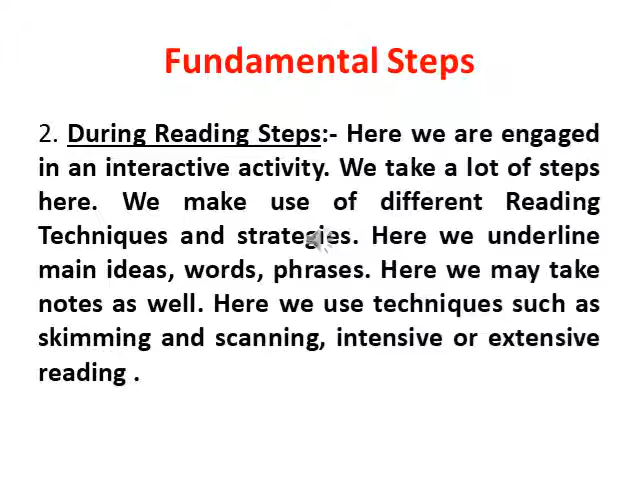 Fundamental Steps
2. During Reading Steps:- Here we are engaged
in an interactive activity. We take a lot of steps
here. We make use of different Reading
Techniques and strategies. Here we underline
main ideas, words, phrases. Here we may take
notes as well. Here we use techniques such as
skimming and scanning, intensive or extensive
reading .